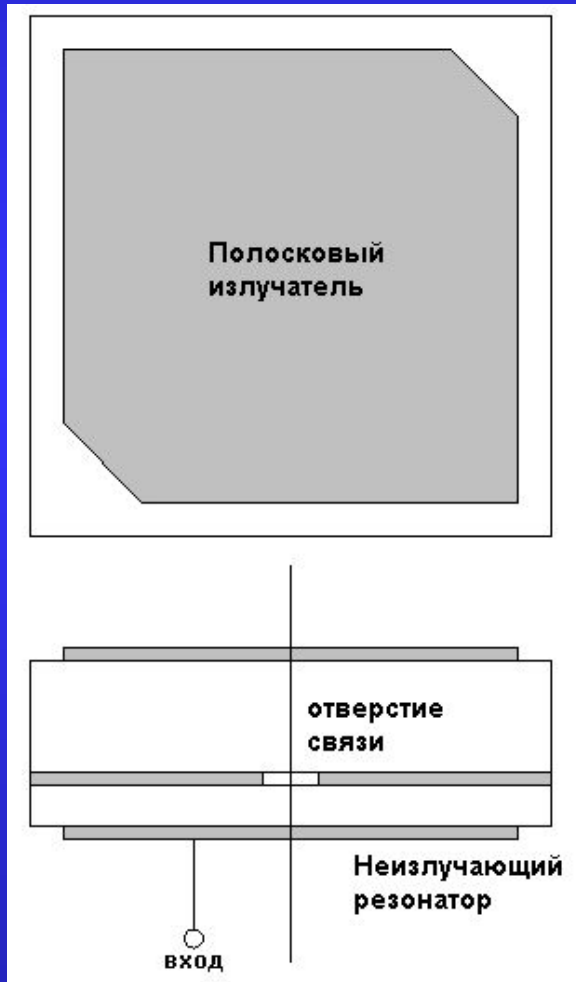 Полосковый
излучатель
отверстие
связи
Неизлучающий
резонатор
вход